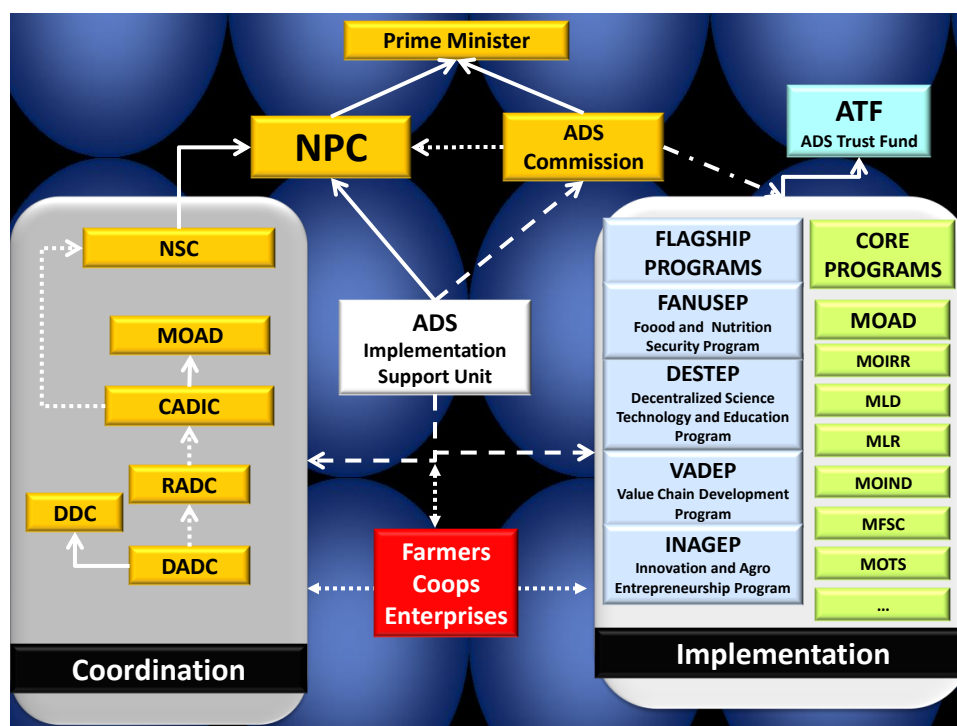 Prime Minister
NPC
ADS
Commission
ATF
ADS Trust Fund
NSC
MOAD
CADIC
RADC
DDC
DADC
Coordination
ADS
Implementation
Support Unit
Farmers
Coops
Enterprises
FLAGSHIP
PROGRAMS
FANUSEP
Foood and Nutrition
Security Program
DESTEP
Decentralized Science
Technology and Education
Program
VADEP
Value Chain Development
Program
INAGEP
Innovation and Agro
Entrepreneurship Program
CORE
PROGRAMS
MOAD
MOIRR
MLD
MLR
MOIND
MFSC
MOTS
...
Implementation